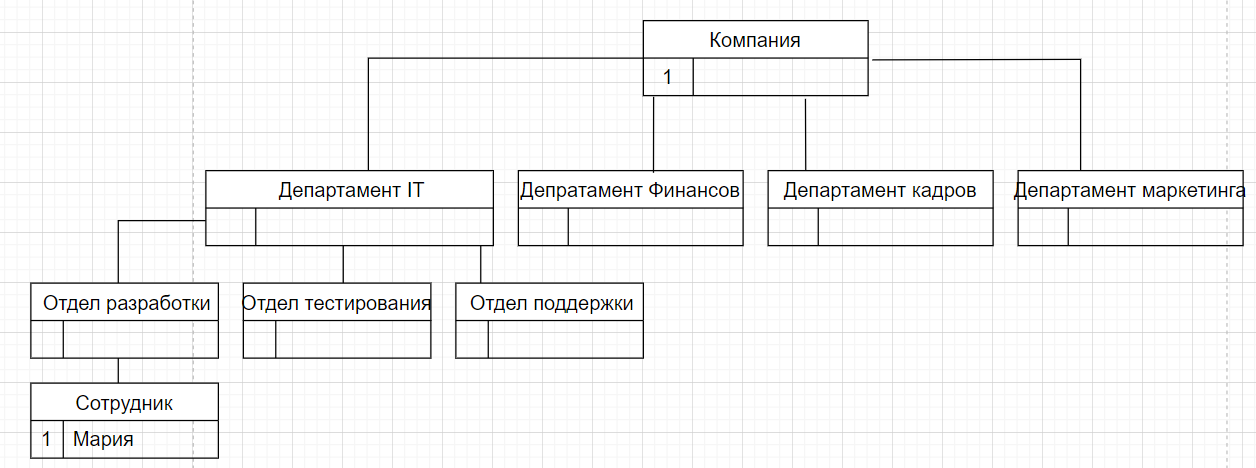 Компания
1
Департамент IT
Депратамент Финансов
Департамент кадров
Департамент маркетинга
Отдел разработки
Отдел тестирования
Отдел поддержки
Сотрудник
1 Мария